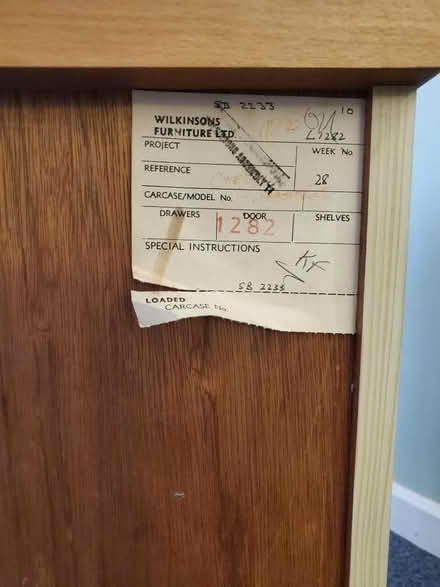 SB 2233
WILKINSONS
FURNITURE LTD
PROJECT
WEEK No.
REFERENCE
28
CARCASE/MODEL No.
DRAWERS DOOR SHELVES
1282
SPECIAL INSTRUCTIONS
SB 2233
LOADED
CARCASE No.